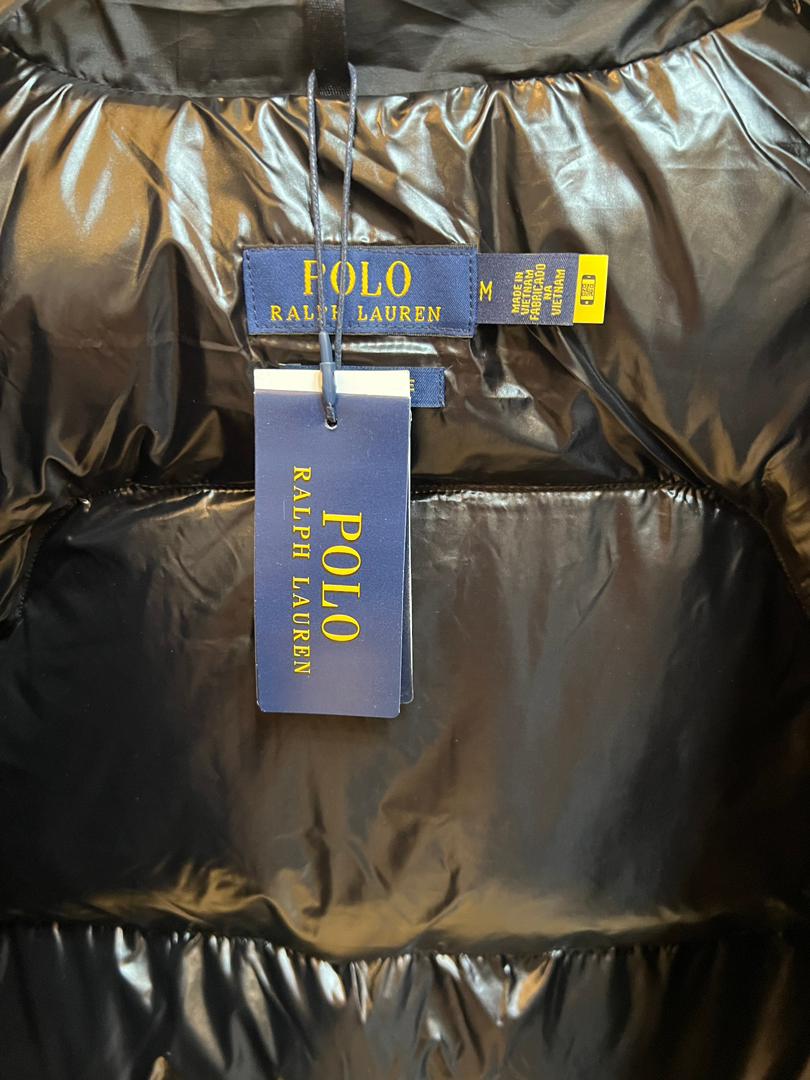 POLO
RALPH LAUREN
M
MADE IN
VIETNAM
FABRICADO
NA
VIETNAM
E
POLO
RALPH LAUREN